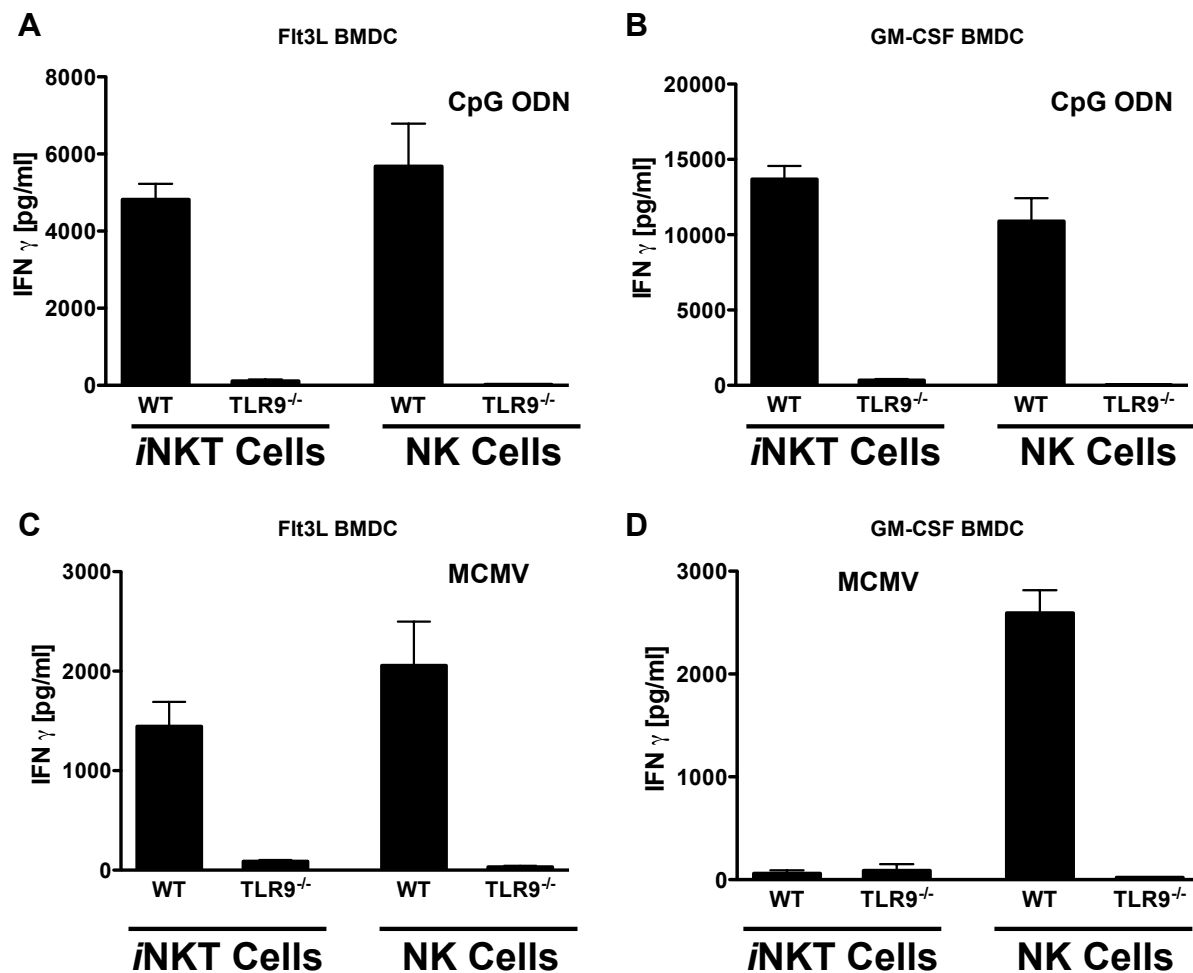 A
Flt3L BMDC
CpG ODN
IFN γ [pg/ml]
8000
6000
4000
2000
0
WT TLR9-/- WT TLR9-/-
iNKT Cells NK Cells
B
GM-CSF BMDC
CpG ODN
IFN γ [pg/ml]
20000
15000
10000
5000
0
WT TLR9-/- WT TLR9-/-
iNKT Cells NK Cells
C
Flt3L BMDC
MCMV
IFN γ [pg/ml]
3000
2000
1000
0
WT TLR9-/- WT TLR9-/-
iNKT Cells NK Cells
D
GM-CSF BMDC
MCMV
IFN γ [pg/ml]
3000
2000
1000
0
WT TLR9-/- WT TLR9-/-
iNKT Cells NK Cells